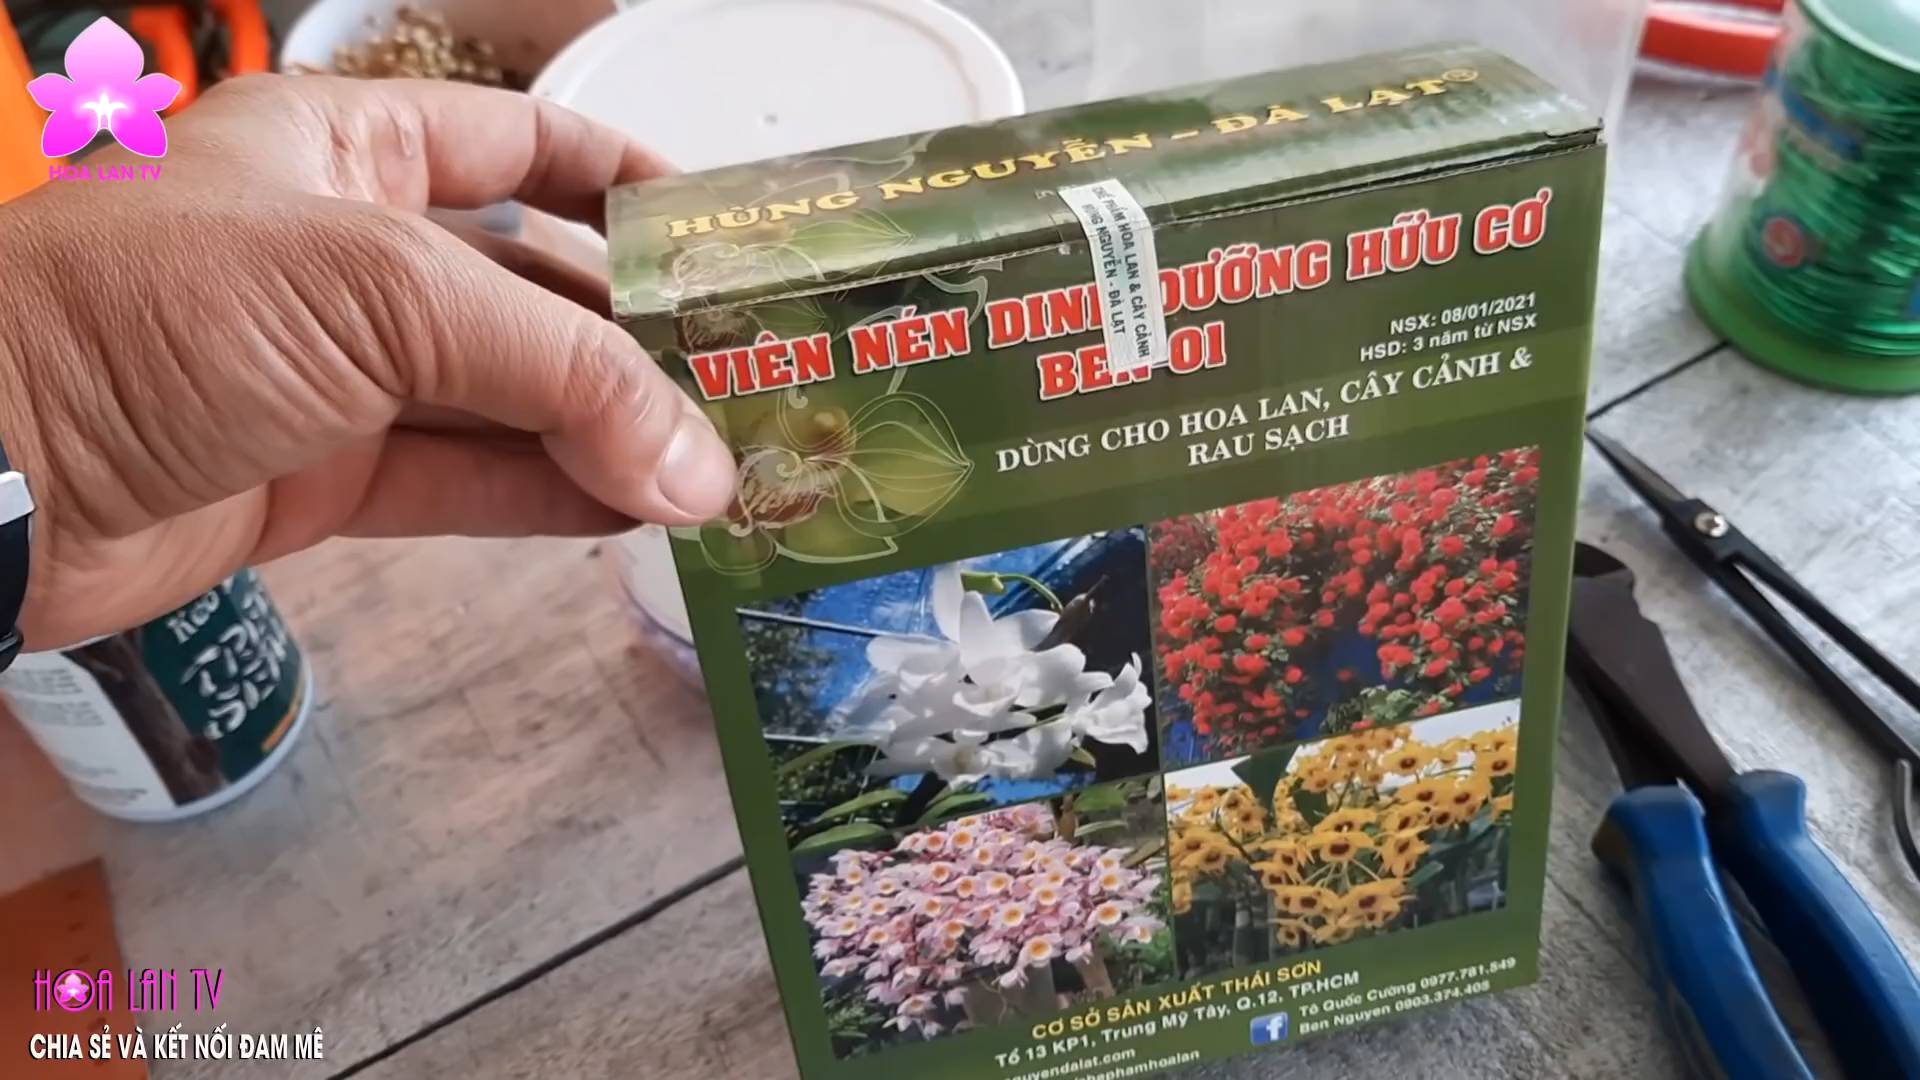 HOA LAN TV
HÙNG NGUYỄN - ĐÀ LẠT®
CHẾ PHẨM HOA LAN & CÂY CẢNH
HÙNG NGUYỄN - ĐÀ LẠT
VIÊN NÉN DINH DƯỠNG HỮU CƠ
BEN-01
NSX: 08/01/2021
HSD: 3 năm từ NSX
DÙNG CHO HOA LAN, CÂY CẢNH &
RAU SẠCH
CƠ SỞ SẢN XUẤT THÁI SƠN
Tổ 13 KP1, Trung Mỹ Tây, Q.12, TP.HCM
Tô Quốc Cường 0977.781.549
Ben Nguyen 0903.374.405
HOA LAN TV
CHIA SẺ VÀ KẾT NỐI ĐAM MÊ